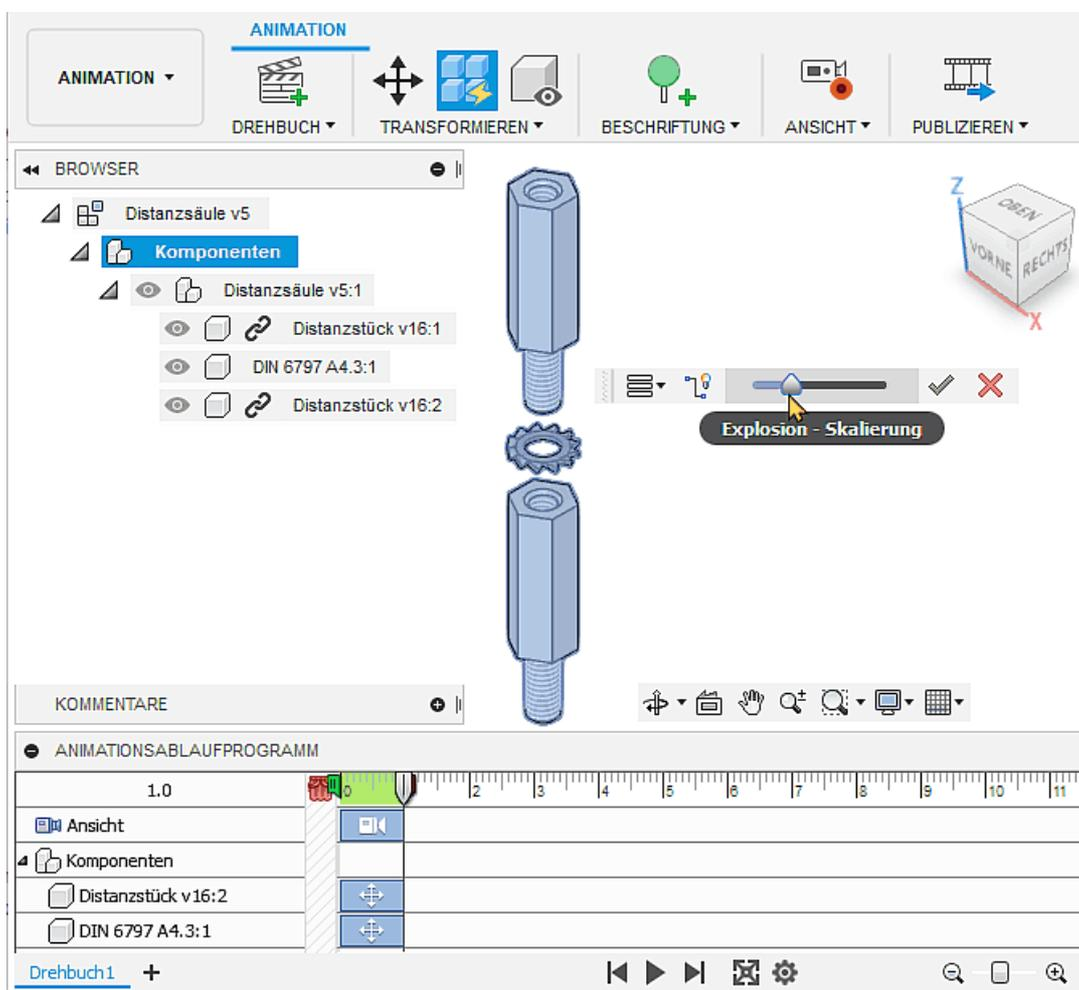 ANIMATION
ANIMATION
DREHBUCH
TRANSFORMIEREN
BESCHRIFTUNG
ANSICHT
PUBLIZIEREN
BROWSER
Distanzsäule v5
Komponenten
Distanzsäule v5:1
Distanzstück v16:1
DIN 6797 A4.3:1
Distanzstück v16:2
Z
OBEN
VORNE
RECHTS
X
Explosion - Skalierung
KOMMENTARE
ANIMATIONSABLAUFPROGRAMM
1.0
0 2 3 4 5 6 7 8 9 10 11
Ansicht
Komponenten
Distanzstück v16:2
DIN 6797 A4.3:1
Drehbuch1